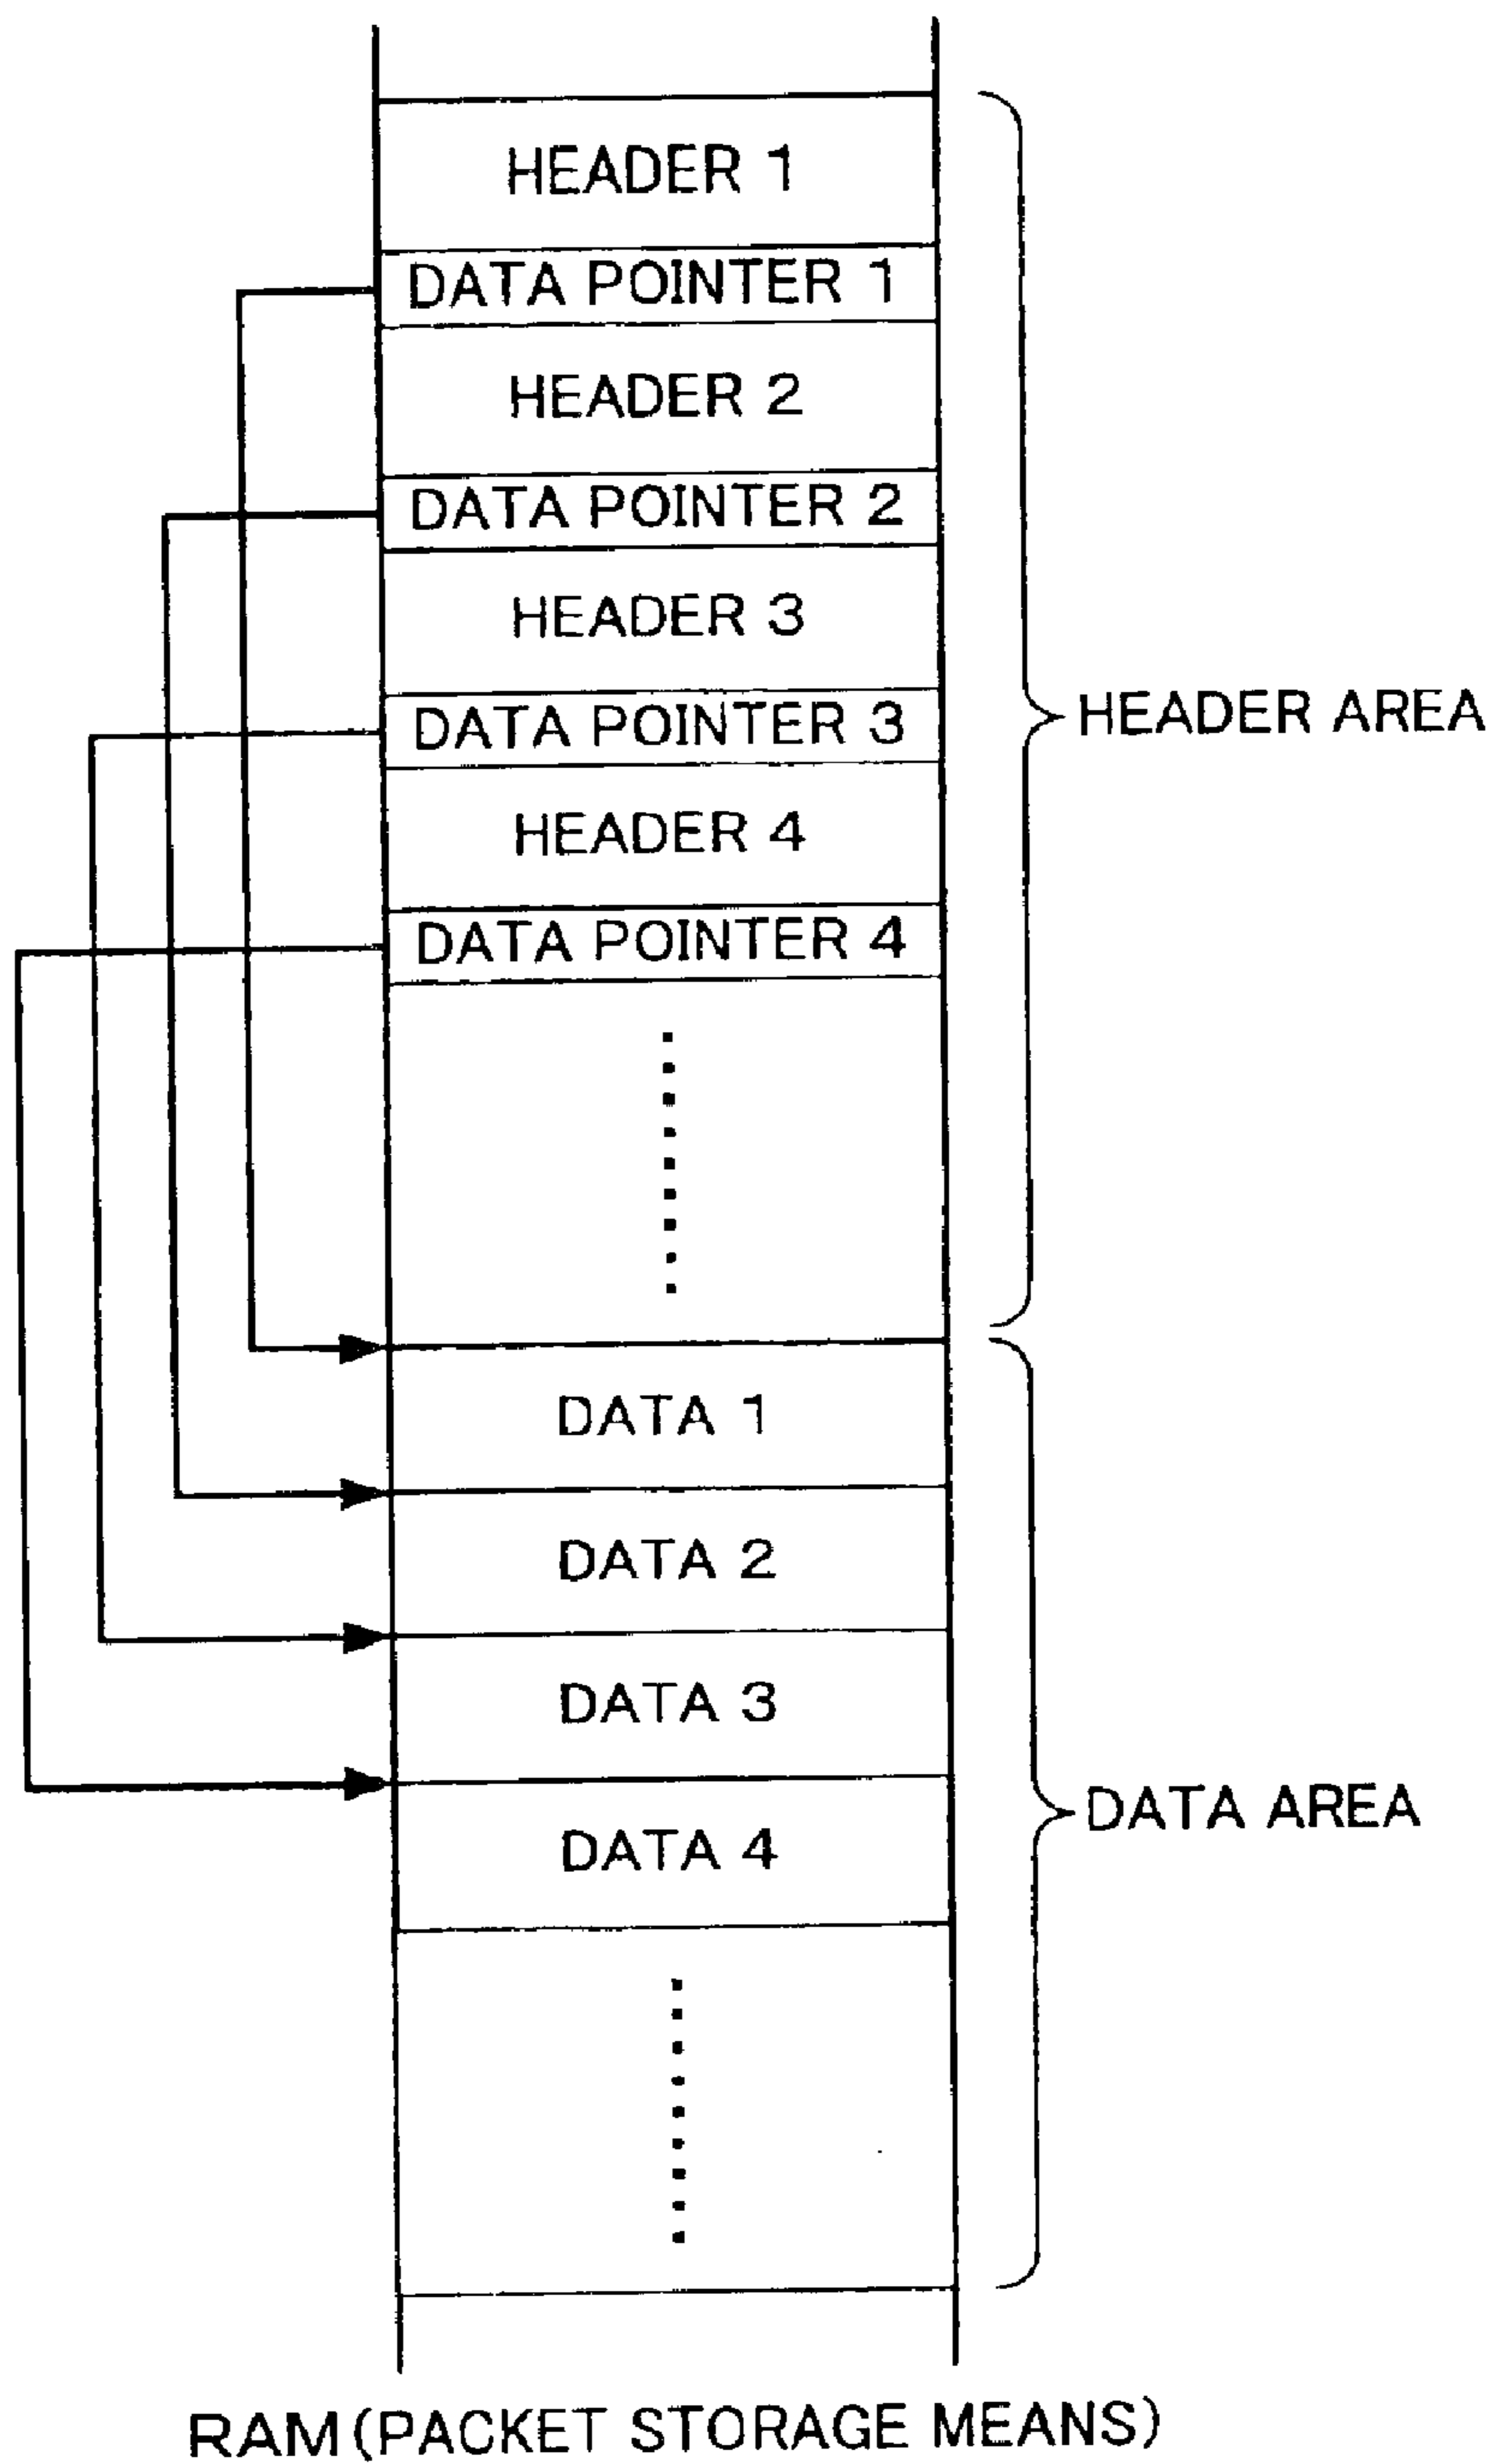 HEADER 1
DATA POINTER 1
HEADER 2
DATA POINTER 2
HEADER 3
DATA POINTER 3
HEADER AREA
HEADER 4
DATA POINTER 4
DATA 1
DATA 2
DATA 3
DATA AREA
DATA 4
RAM (PACKET STORAGE MEANS)